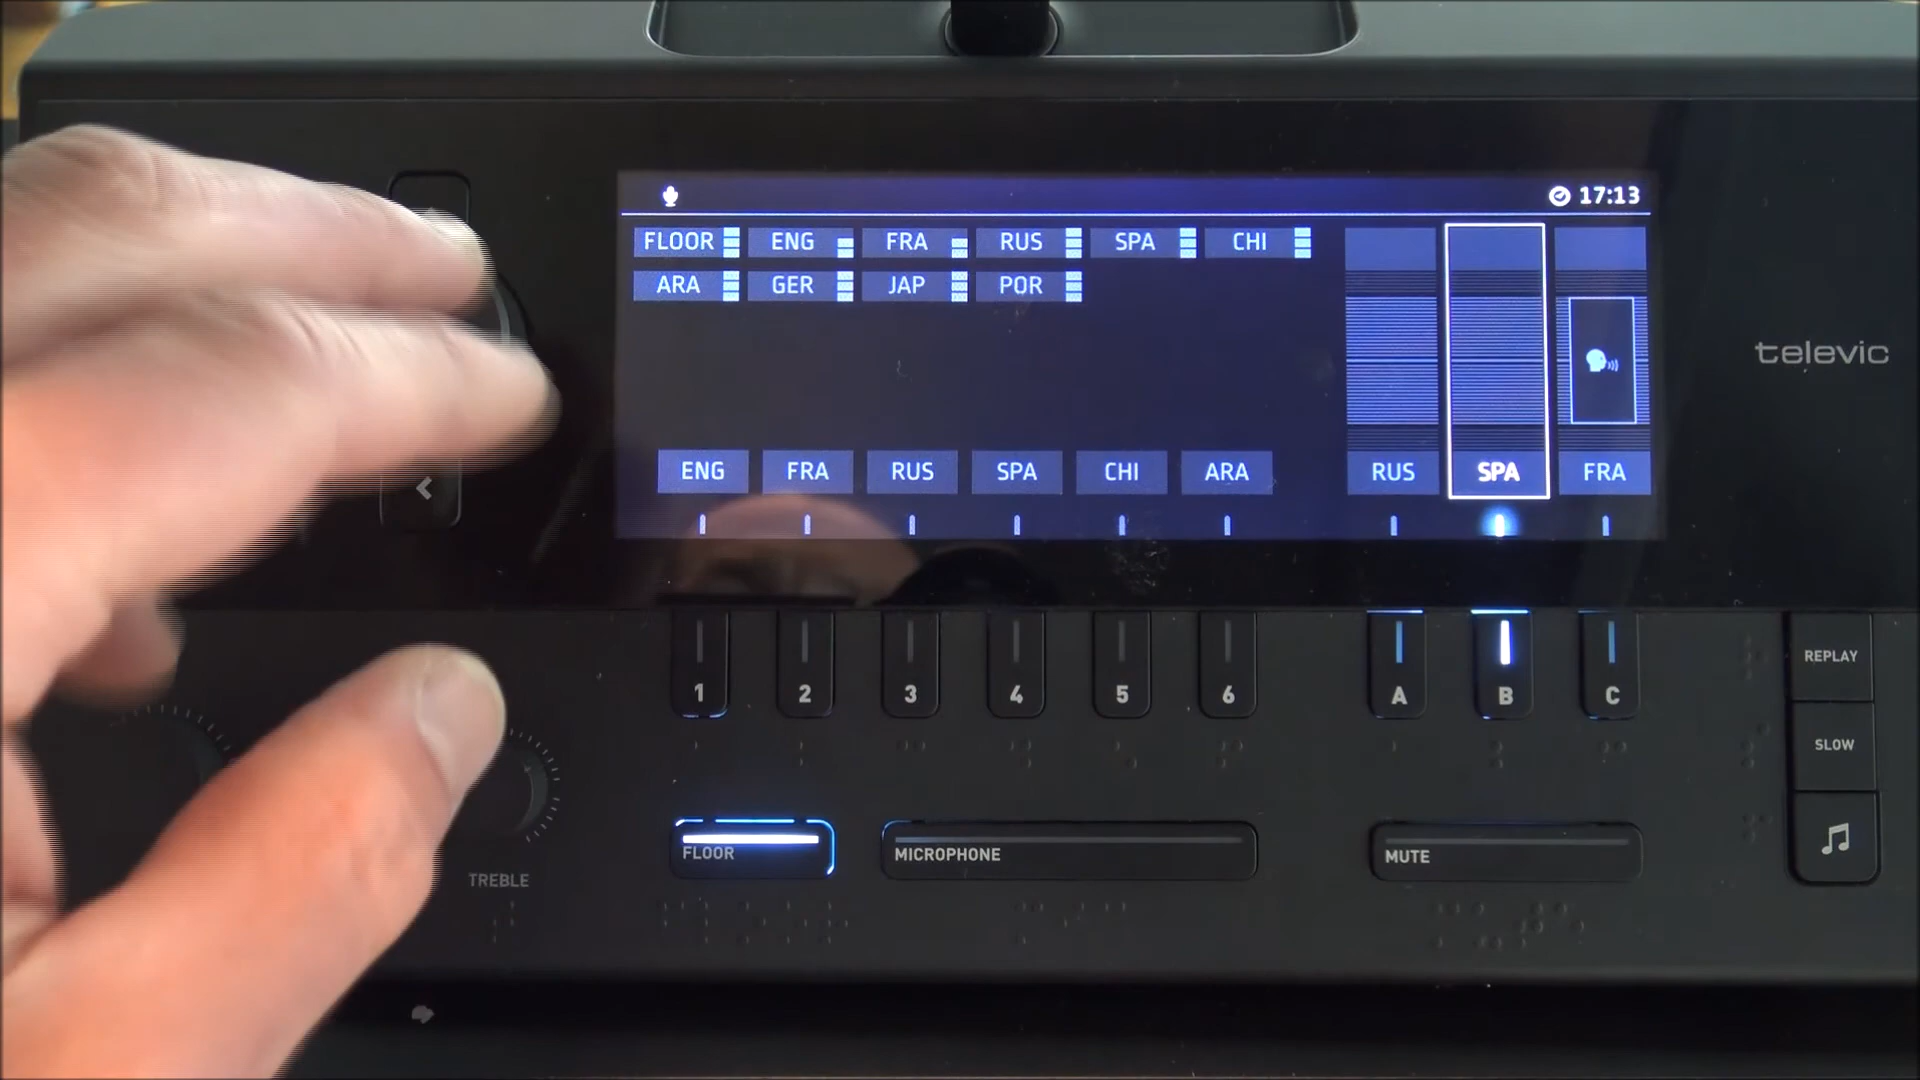 17:13
FLOOR ENG FRA RUS SPA CHI
ARA GER JAP POR
televic
ENG FRA RUS SPA CHI ARA RUS SPA FRA
1 2 3 4 5 6 A B C
REPLAY
SLOW
FLOOR MICROPHONE MUTE
TREBLE